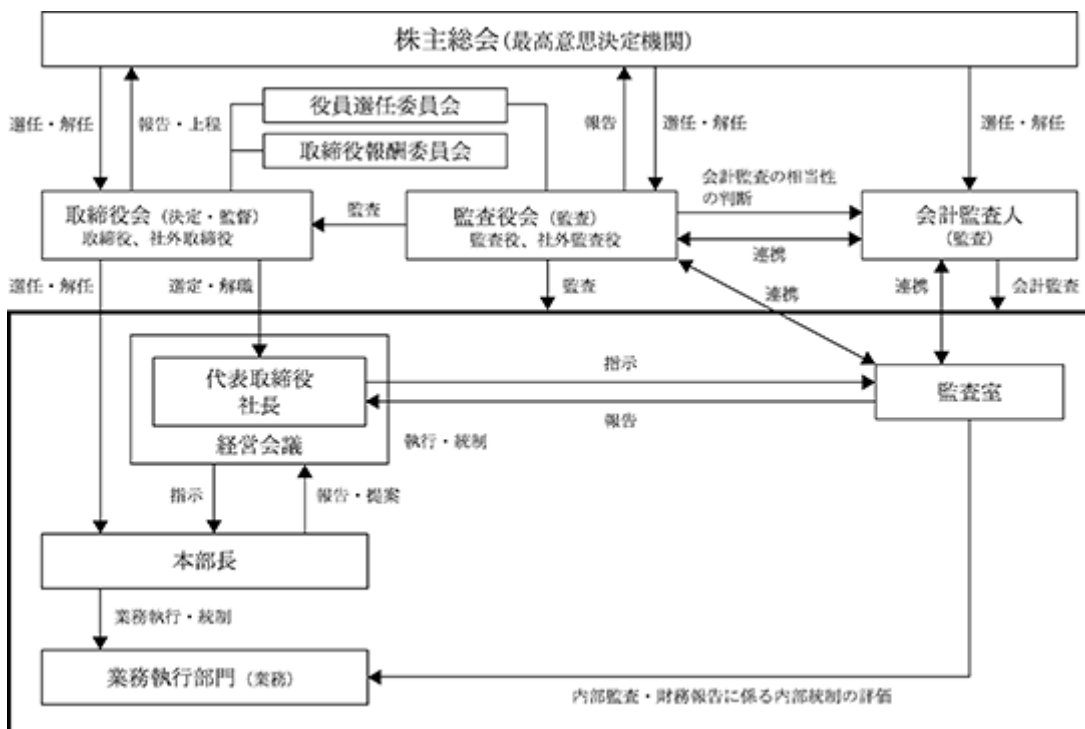 株主総会(最高意思決定機関)
役員選任委員会
選任・解任
報告・上程
報告
選任・解任
選任・解任
取締役報酬委員会
会計監査の相当性
の判断
取締役会(決定・監督)
取締役、社外取締役
監査
監査役会(監査)
監査役、社外監査役
会計監査人
(監査)
連携
選任・解任
選定・解職
監査
連携
連携
会計監査
代表取締役
社長
指示
監査室
報告
経営会議
執行・統制
指示
報告・提案
本部長
業務執行・統制
業務執行部門(業務)
内部監査・財務報告に係る内部統制の評価